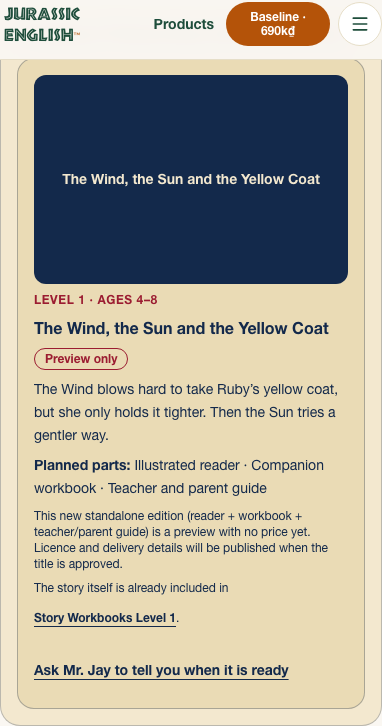 JURASSIC
ENGLISH™
Products
Baseline ·
690k₫
The Wind, the Sun and the Yellow Coat
LEVEL 1 · AGES 4–8
The Wind, the Sun and the Yellow Coat
Preview only
The Wind blows hard to take Ruby’s yellow coat,
but she only holds it tighter. Then the Sun tries a
gentler way.
Planned parts: Illustrated reader · Companion
workbook · Teacher and parent guide
This new standalone edition (reader + workbook +
teacher/parent guide) is a preview with no price yet.
Licence and delivery details will be published when the
title is approved.
The story itself is already included in
Story Workbooks Level 1.
Ask Mr. Jay to tell you when it is ready